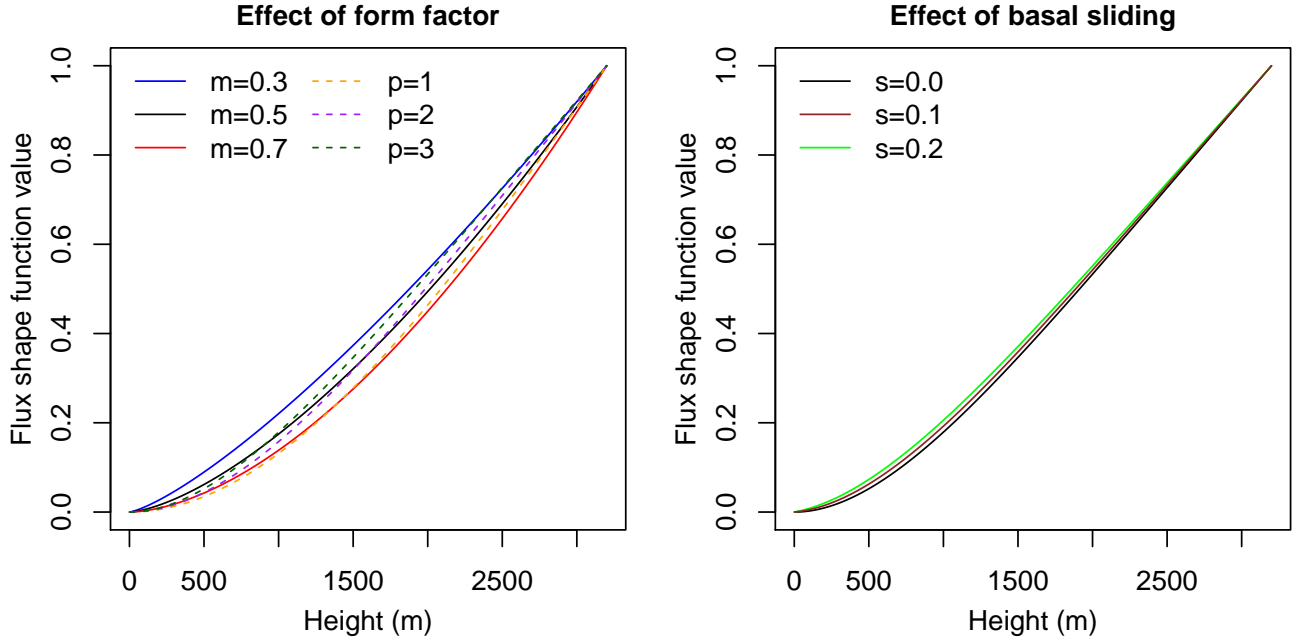 Effect of form factor
Flux shape function value
1.0
0.8
0.6
0.4
0.2
0.0
m=0.3 p=1
m=0.5 p=2
m=0.7 p=3
0 500 1500 2500
Height (m)
Effect of basal sliding
Flux shape function value
1.0
0.8
0.6
0.4
0.2
0.0
s=0.0
s=0.1
s=0.2
0 500 1500 2500
Height (m)